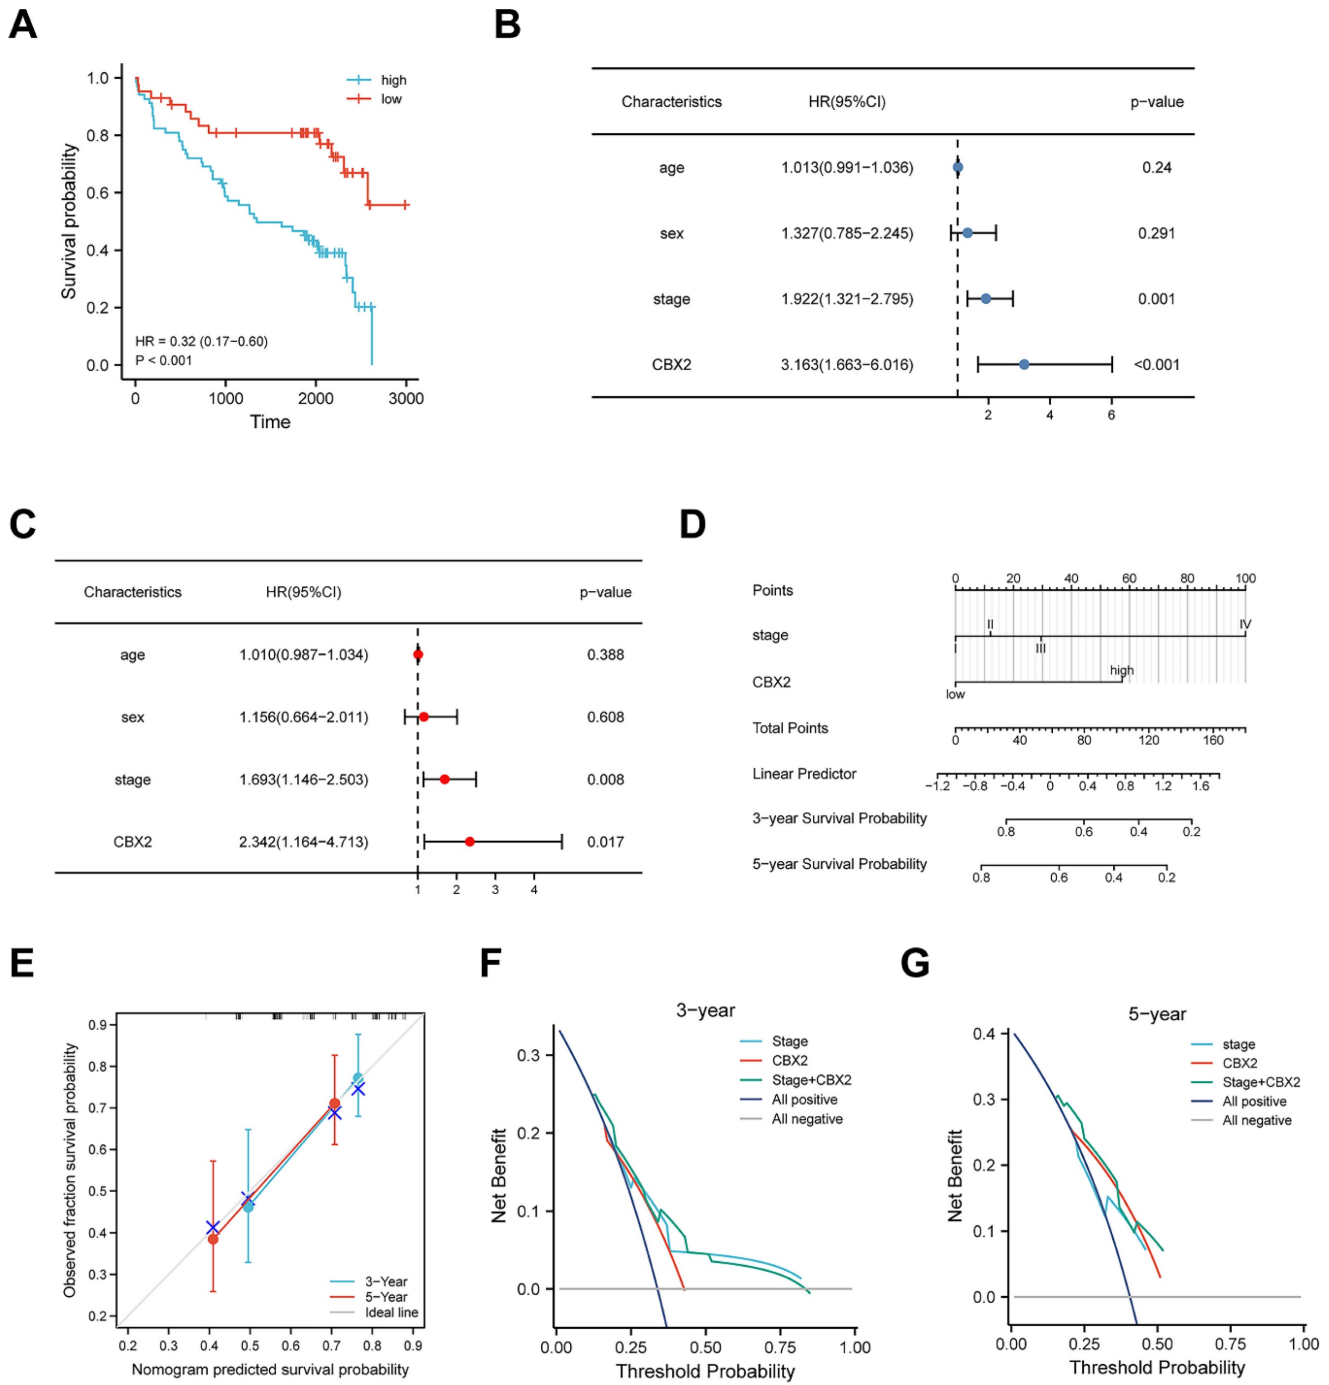 A
1.0
0.8
0.6
0.4
0.2
0.0
Survival probability
high
low
HR = 0.32 (0.17−0.60)
P < 0.001
0 1000 2000 3000
Time
B
Characteristics HR(95%CI) p−value
age 1.013(0.991−1.036) 0.24
sex 1.327(0.785−2.245) 0.291
stage 1.922(1.321−2.795) 0.001
CBX2 3.163(1.663−6.016) <0.001
2 4 6
C
Characteristics HR(95%CI) p−value
age 1.010(0.987−1.034) 0.388
sex 1.156(0.664−2.011) 0.608
stage 1.693(1.146−2.503) 0.008
CBX2 2.342(1.164−4.713) 0.017
1 2 3 4
D
Points 0 20 40 60 80 100
stage I II III IV
CBX2 low high
Total Points 0 40 80 120 160
Linear Predictor −1.2 −0.8 −0.4 0 0.4 0.8 1.2 1.6
3−year Survival Probability 0.8 0.6 0.4 0.2
5−year Survival Probability 0.8 0.6 0.4 0.2
E
0.9
0.8
0.7
0.6
0.5
0.4
0.3
0.2
Observed fraction survival probability
3−Year
5−Year
Ideal line
0.2 0.3 0.4 0.5 0.6 0.7 0.8 0.9
Nomogram predicted survival probability
F
3−year
0.3
0.2
0.1
0.0
Net Benefit
Stage
CBX2
Stage+CBX2
All positive
All negative
0.00 0.25 0.50 0.75 1.00
Threshold Probability
G
5−year
0.4
0.3
0.2
0.1
0.0
Net Benefit
stage
CBX2
Stage+CBX2
All positive
All negative
0.00 0.25 0.50 0.75 1.00
Threshold Probability